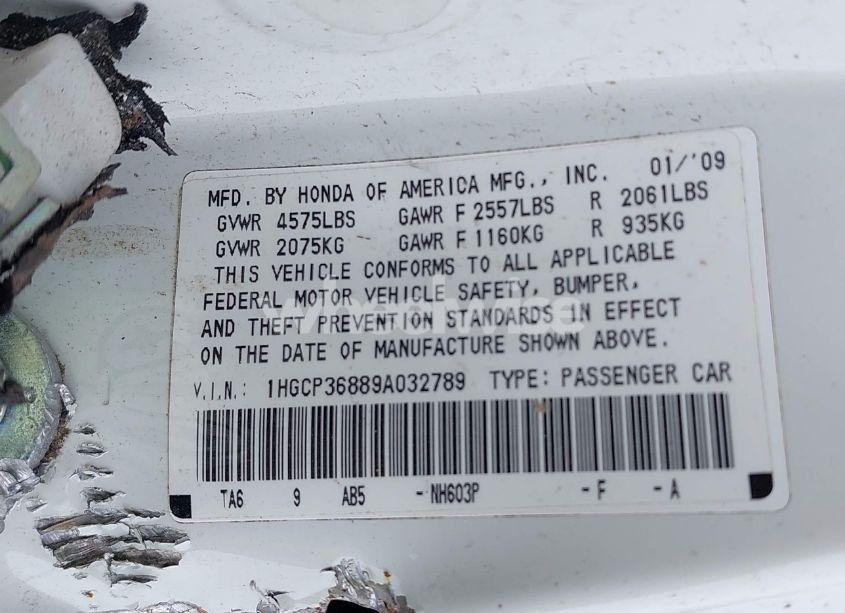 MFD. BY HONDA OF AMERICA MFG., INC. 01/'09
GVWR 4575LBS GAWR F 2557LBS R 2061LBS
GVWR 2075KG GAWR F 1160KG R 935KG
THIS VEHICLE CONFORMS TO ALL APPLICABLE
FEDERAL MOTOR VEHICLE SAFETY, BUMPER,
AND THEFT PREVENTION STANDARDS IN EFFECT
ON THE DATE OF MANUFACTURE SHOWN ABOVE.
V.I.N.: 1HGCP36889A032789 TYPE: PASSENGER CAR
TA6 9 AB5 -NH603P -F -A